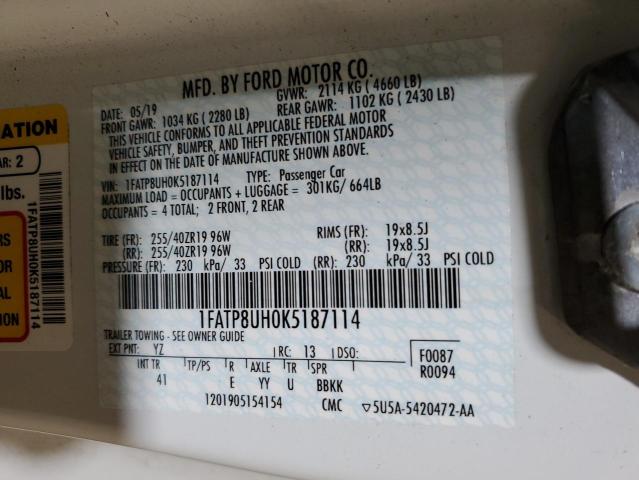 MFD. BY FORD MOTOR CO.
DATE: 05/19 GVWR: 2114 KG ( 4660 LB)
FRONT GAWR: 1034 KG ( 2280 LB) REAR GAWR: 1102 KG ( 2430 LB)
THIS VEHICLE CONFORMS TO ALL APPLICABLE FEDERAL MOTOR
VEHICLE SAFETY, BUMPER, AND THEFT PREVENTION STANDARDS
IN EFFECT ON THE DATE OF MANUFACTURE SHOWN ABOVE.
VIN: 1FATP8UH0K5187114 TYPE: Passenger Car
MAXIMUM LOAD = OCCUPANTS + LUGGAGE = 301KG/ 664LB
OCCUPANTS = 4 TOTAL; 2 FRONT, 2 REAR
TIRE (FR): 255/40ZR19 96W RIMS (FR): 19x8.5J
(RR): 255/40ZR19 96W (RR): 19x8.5J
PRESSURE (FR): 230 kPa/ 33 PSI COLD (RR): 230 kPa/ 33 PSI COLD
1FATP8UH0K5187114
TRAILER TOWING - SEE OWNER GUIDE
EXT PNT: YZ RC: 13 DSO: F0087
INT TR TP/PS R AXLE TR SPR R0094
41 E YY U BBKK
1201905154154 CMC ▽5U5A-5420472-AA
ATION
AR: 2
lbs.
RS
OR
AL
TION
1FATP8UH0K5187114